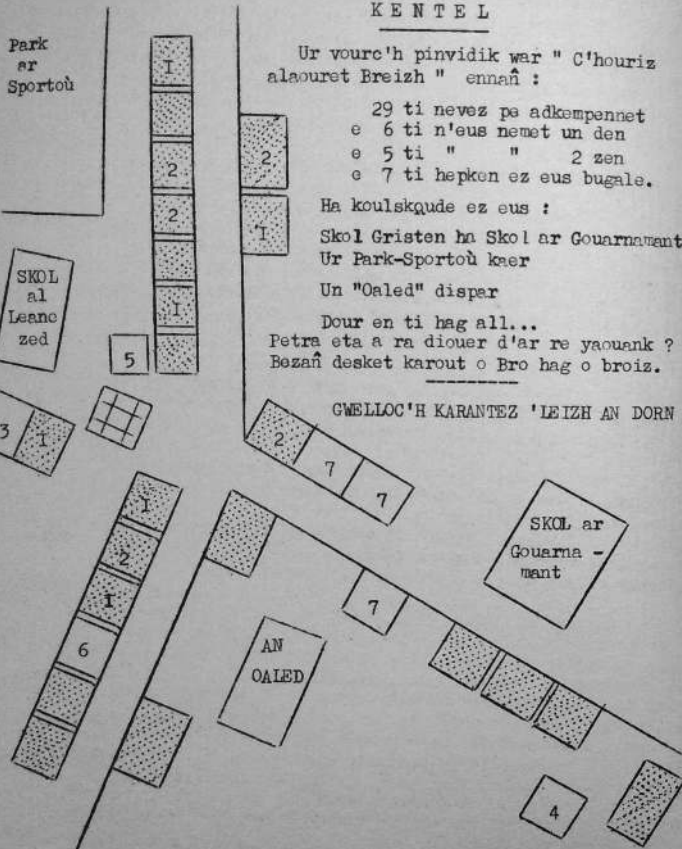 KENTEL
Ur vourc'h pinvidik war " C'houriz
alaouret Breizh " ennañ :
29 ti nevez pe adkempennet
e 6 ti n'eus nemet un den
e 5 ti " " 2 zen
e 7 ti hepken ez eus bugale.
Ha koulskoude ez eus :
Skol Gristen ha Skol ar Gouarnamant
Ur Park-Sportoù kaer
Un "Oaled" dispar
Dour en ti hag all...
Petra eta a ra diouer d'ar re yaouank ?
Bezañ desket karout o Bro hag o broiz.
GWELLOC'H KARANTEZ 'LEIZH AN DORN
Park
ar
Sportoù
I
2
2
I
2
I
SKOL
al
Leane
zed
5
3 I
2 7 7
I
2
I
6
SKOL ar
Gouarna -
mant
7
AN
OALED
4